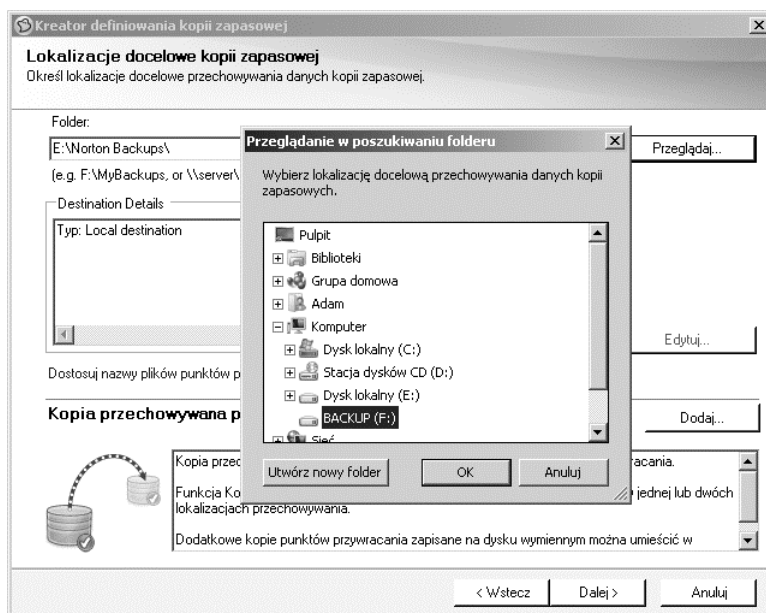 Kreator definiowania kopii zapasowej
Lokalizacje docelowe kopii zapasowej
Określ lokalizacje docelowe przechowywania danych kopii zapasowej.
Folder:
E:\Norton Backups\
Przeglądaj...
(e.g. F:\MyBackups, or \\server\
Destination Details
Typ: Local destination
Edytuj...
Dostosuj nazwy plików punktów p
Przeglądanie w poszukiwaniu folderu
Wybierz lokalizację docelową przechowywania danych kopii
zapasowych.
Pulpit
Biblioteki
Grupa domowa
Adam
Komputer
Dysk lokalny (C:)
Stacja dysków CD (D:)
Dysk lokalny (E:)
BACKUP (F:)
Sieć
Utwórz nowy folder
OK
Anuluj
Kopia przechowywana p
Dodaj...
Kopia przec racania.
Funkcja Ko jednej lub dwóch
lokalizacjach przechowywania.
Dodatkowe kopie punktów przywracania zapisane na dysku wymiennym można umieścić w
< Wstecz
Dalej >
Anuluj